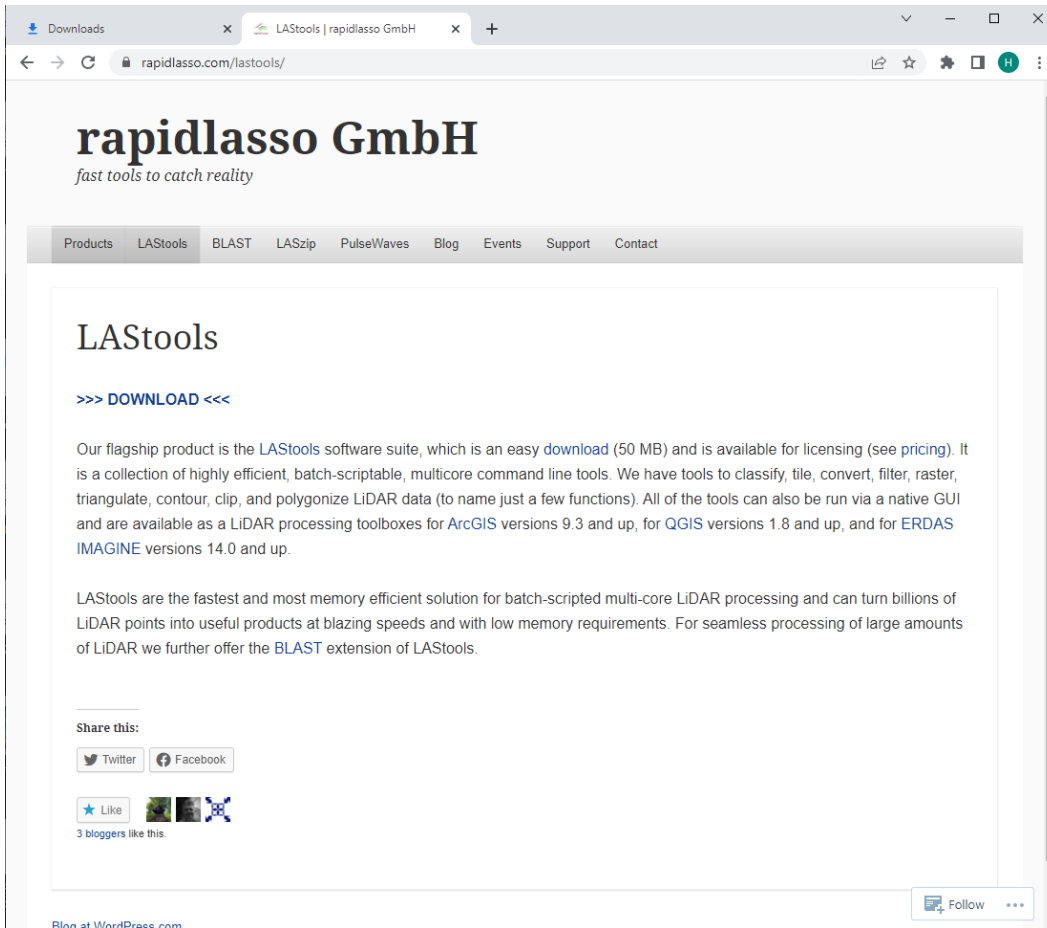 Downloads
LAStools | rapidlasso GmbH
rapidlasso.com/lastools/
H
rapidlasso GmbH
fast tools to catch reality
Products LAStools BLAST LASzip PulseWaves Blog Events Support Contact
LAStools
>>> DOWNLOAD <<<
Our flagship product is the LAStools software suite, which is an easy download (50 MB) and is available for licensing (see pricing). It
is a collection of highly efficient, batch-scriptable, multicore command line tools. We have tools to classify, tile, convert, filter, raster,
triangulate, contour, clip, and polygonize LiDAR data (to name just a few functions). All of the tools can also be run via a native GUI
and are available as a LiDAR processing toolboxes for ArcGIS versions 9.3 and up, for QGIS versions 1.8 and up, and for ERDAS
IMAGINE versions 14.0 and up.
LAStools are the fastest and most memory efficient solution for batch-scripted multi-core LiDAR processing and can turn billions of
LiDAR points into useful products at blazing speeds and with low memory requirements. For seamless processing of large amounts
of LiDAR we further offer the BLAST extension of LAStools.
Share this:
Twitter Facebook
Like
3 bloggers like this.
Follow
Blog at WordPress.com.